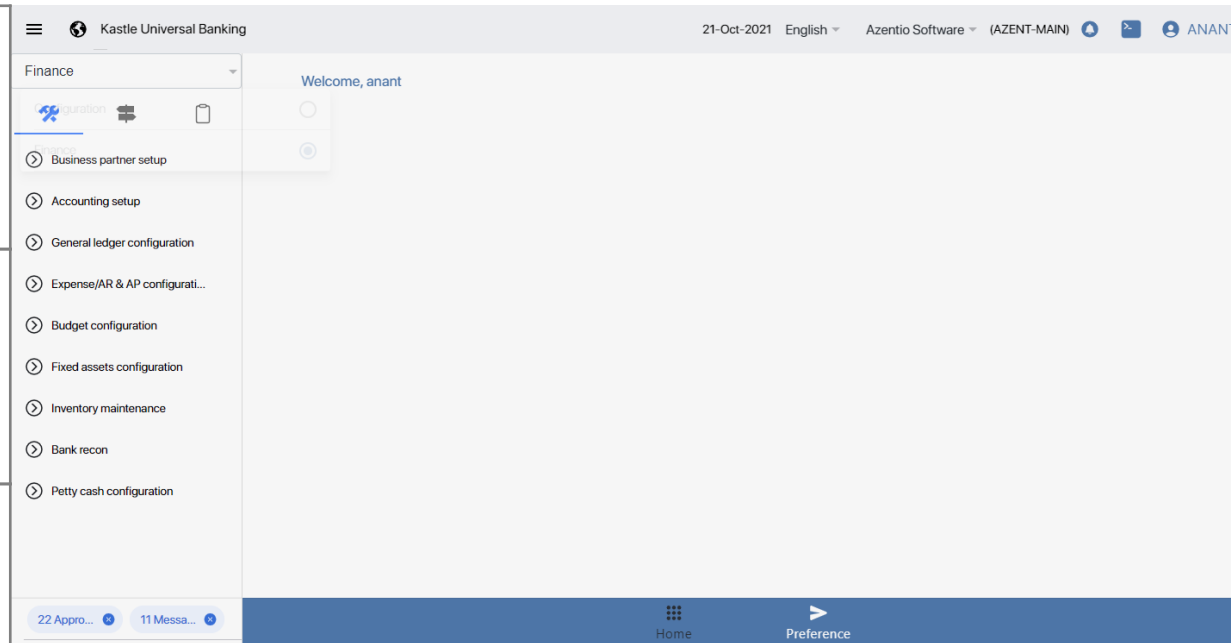 Kastle Universal Banking
21-Oct-2021 English Azentio Software (AZENT-MAIN) ANANT
Finance
Welcome, anant
Configuration
Finance
Business partner setup
Accounting setup
General ledger configuration
Expense/AR & AP configurati...
Budget configuration
Fixed assets configuration
Inventory maintenance
Bank recon
Petty cash configuration
22 Appro... 11 Messa...
Home
Preference